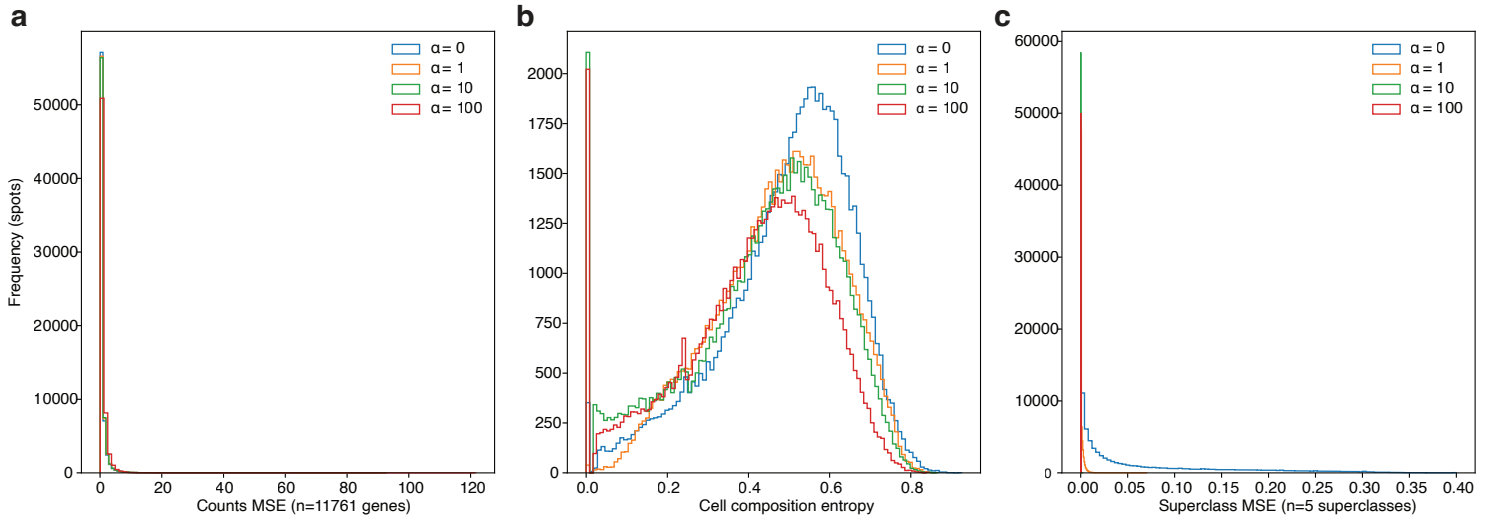 a
α = 0
α = 1
α = 10
α = 100
Frequency (spots)
50000
40000
30000
20000
10000
0
0 20 40 60 80 100 120
Counts MSE (n=11761 genes)
b
α = 0
α = 1
α = 10
α = 100
2000
1750
1500
1250
1000
750
500
250
0
0.0 0.2 0.4 0.6 0.8
Cell composition entropy
c
α = 0
α = 1
α = 10
α = 100
60000
50000
40000
30000
20000
10000
0
0.00 0.05 0.10 0.15 0.20 0.25 0.30 0.35 0.40
Superclass MSE (n=5 superclasses)